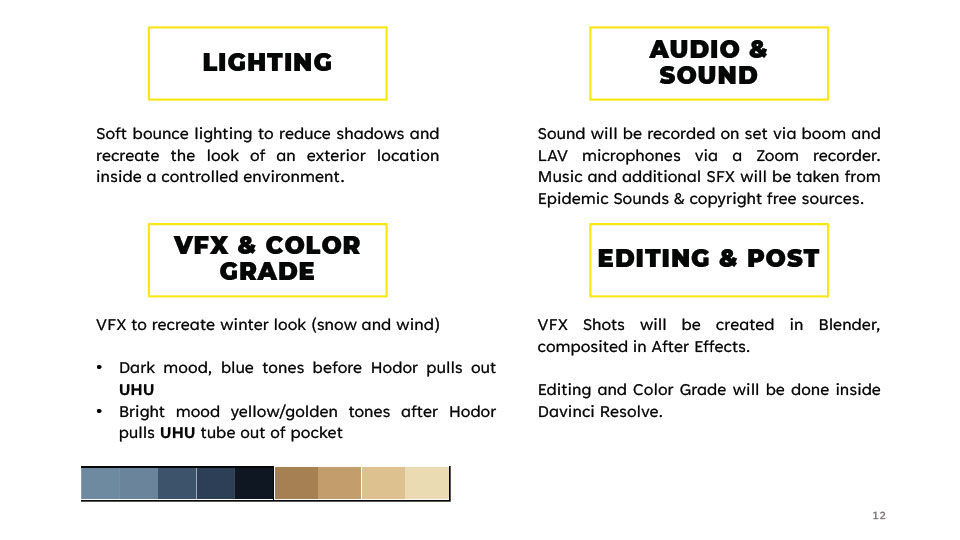 LIGHTING
Soft bounce lighting to reduce shadows and
recreate the look of an exterior location
inside a controlled environment.
AUDIO &
SOUND
Sound will be recorded on set via boom and
LAV microphones via a Zoom recorder.
Music and additional SFX will be taken from
Epidemic Sounds & copyright free sources.
VFX & COLOR
GRADE
VFX to recreate winter look (snow and wind)
• Dark mood, blue tones before Hodor pulls out
UHU
• Bright mood yellow/golden tones after Hodor
pulls UHU tube out of pocket
EDITING & POST
VFX Shots will be created in Blender,
composited in After Effects.
Editing and Color Grade will be done inside
Davinci Resolve.
12